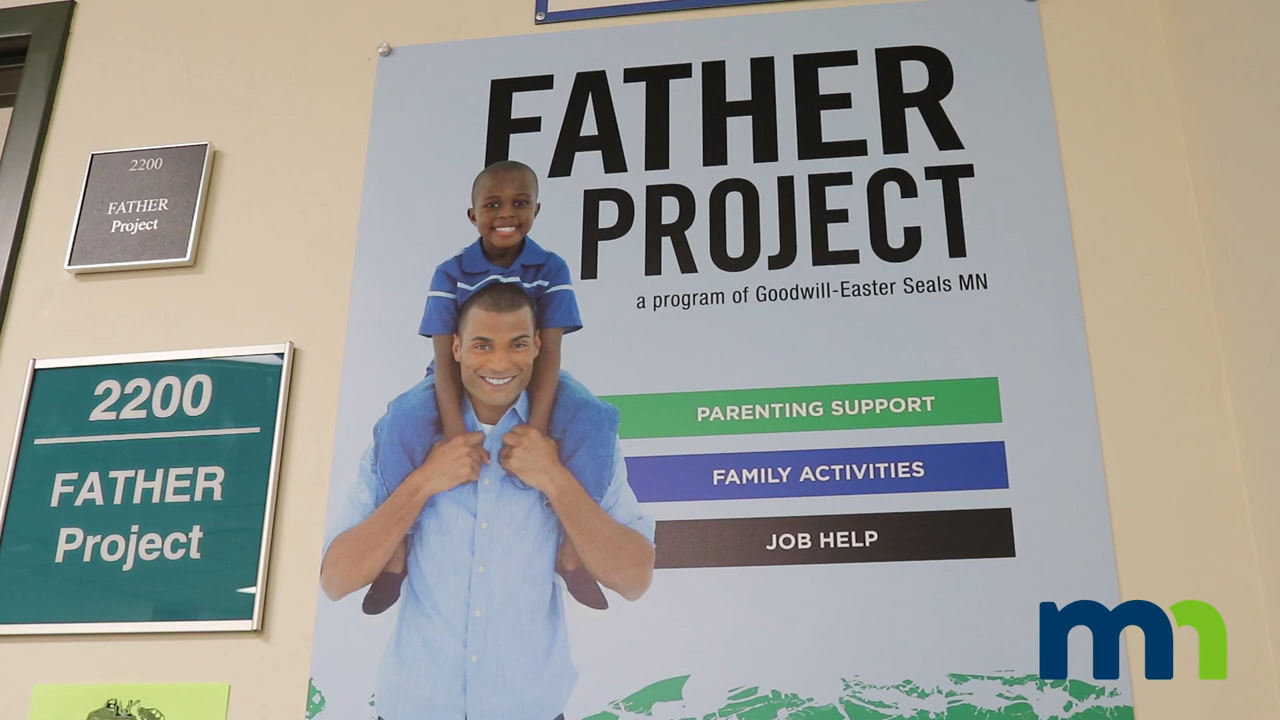 2200
FATHER
Project
2200
FATHER
Project
FATHER
PROJECT
a program of Goodwill-Easter Seals MN
PARENTING SUPPORT
FAMILY ACTIVITIES
JOB HELP
mn